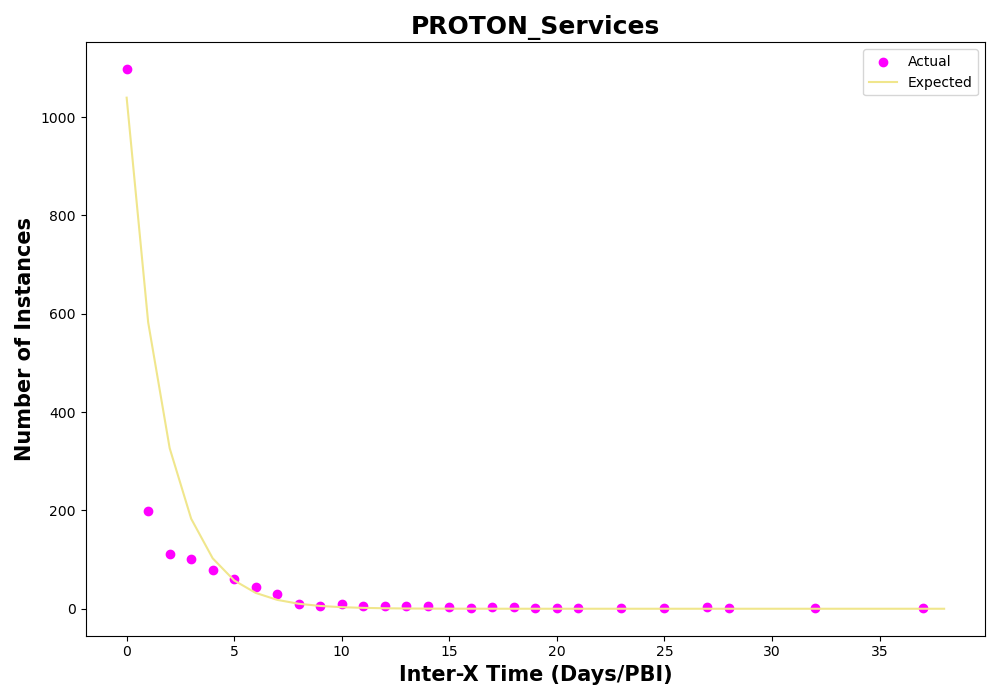 PROTON_Services
Actual
Expected
Number of Instances
1000
800
600
400
200
0
0 5 10 15 20 25 30 35
Inter-X Time (Days/PBI)